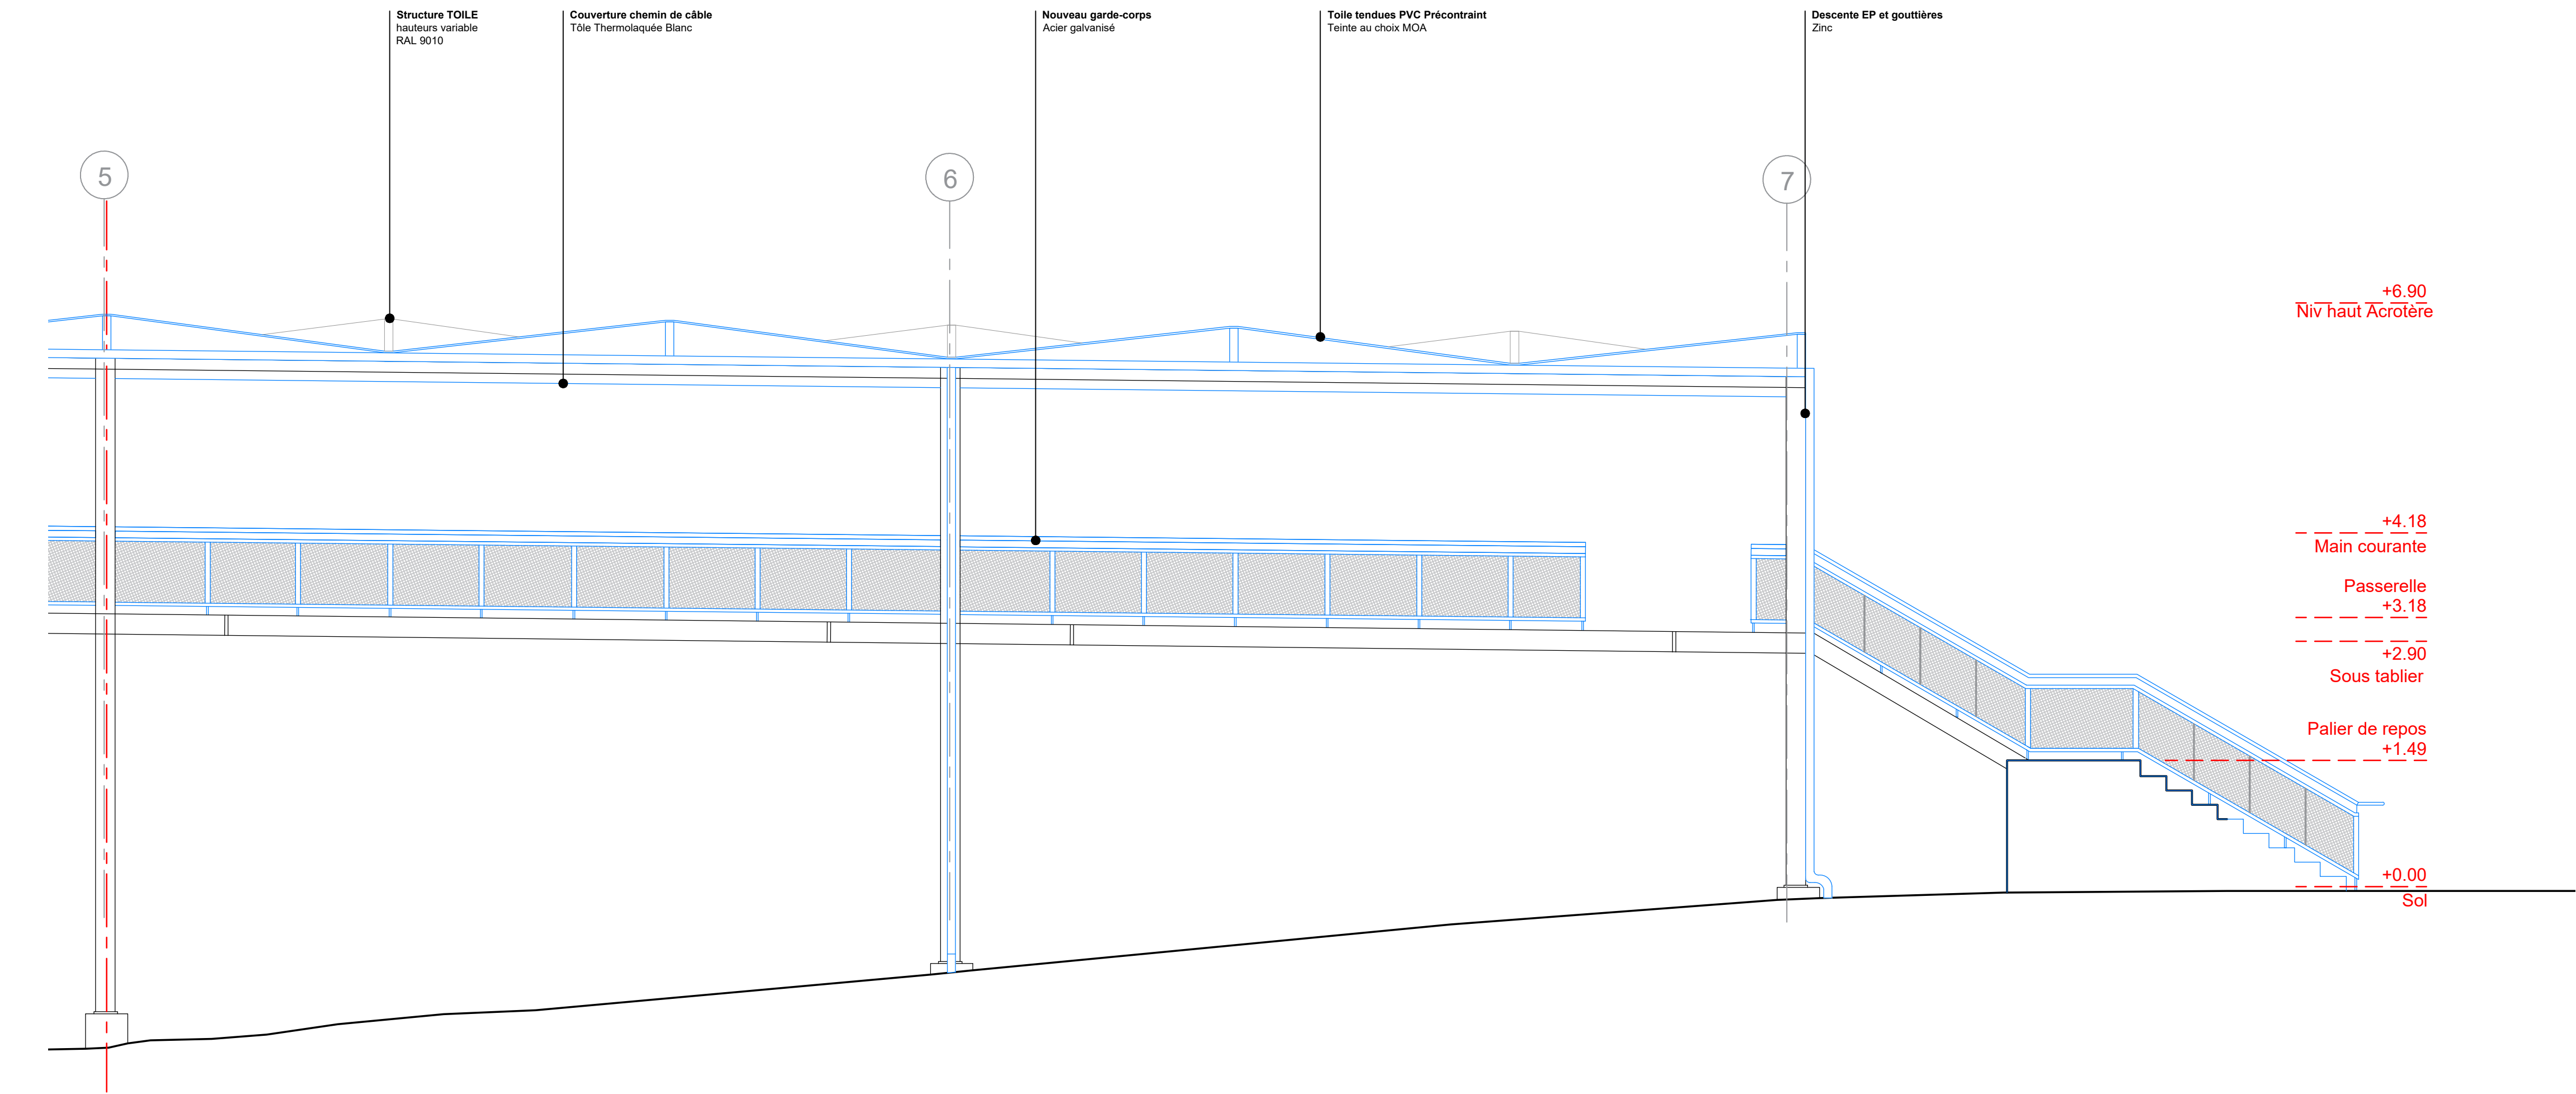 Structure TOILE
hauteurs variable
RAL 9010
Couverture chemin de câble
Tôle Thermolaquée Blanc
Nouveau garde-corps
Acier galvanisé
Toile tendues PVC Précontraint
Teinte au choix MOA
Descente EP et gouttières
Zinc
5
6
7
+6.90
Niv haut Acrotère
+4.18
Main courante
Passerelle
+3.18
+2.90
Sous tablier
Palier de repos
+1.49
+0.00
Sol